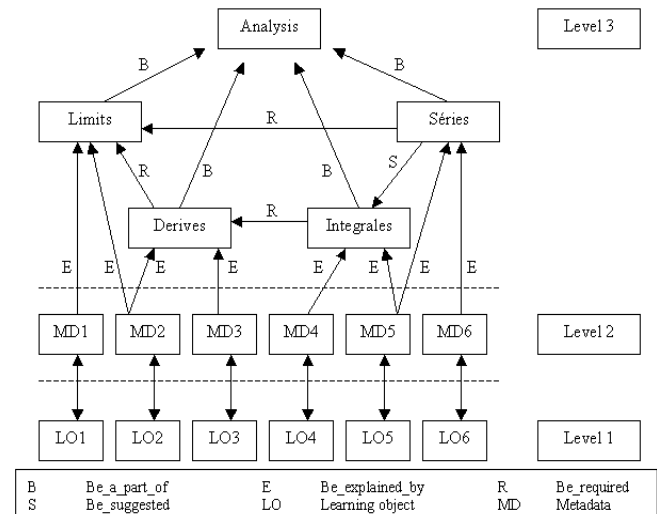 Analysis Level 3
B B
Limits R Séries
R B B S
Derives R Integrales
E E E E E E E E
MD1 MD2 MD3 MD4 MD5 MD6 Level 2
LO1 LO2 LO3 LO4 LO5 LO6 Level 1
B Be_a_part_of E Be_explained_by R Be_required
S Be_suggested LO Learning object MD Metadata